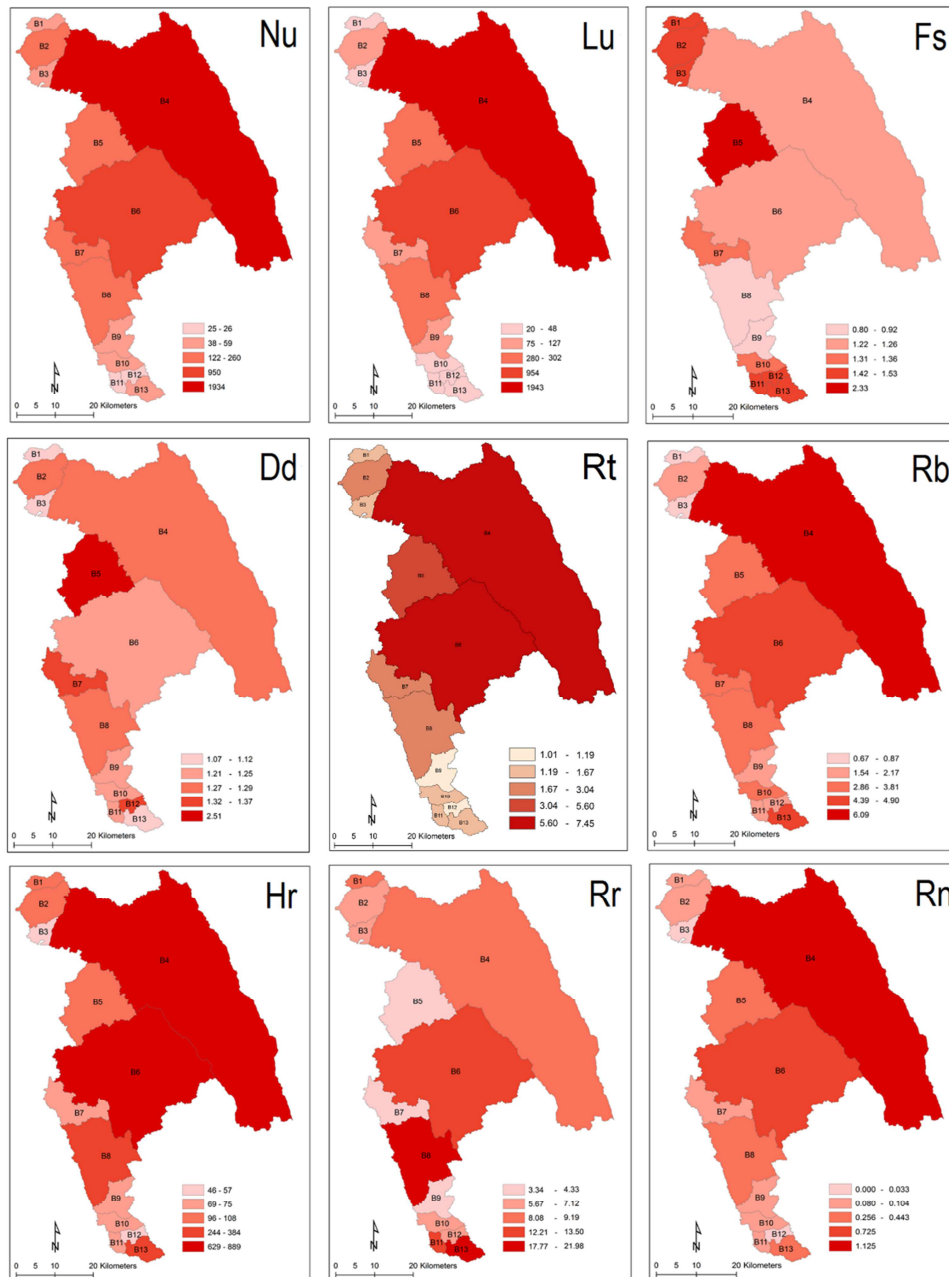 Nu
B1
B2
B3
B4
B5
B6
B7
B8
B9
B10
B12
B11
B13
25 - 26
38 - 59
122 - 260
950
1934
N
0 5 10 20 Kilometers
Lu
B1
B2
B3
B4
B5
B6
B7
B8
B9
B10
B12
B11
B13
20 - 48
75 - 127
280 - 302
954
1943
N
0 5 10 20 Kilometers
Fs
B1
B2
B3
B4
B5
B6
B7
B8
B9
B10
B12
B11
B13
0.80 - 0.92
1.22 - 1.26
1.31 - 1.36
1.42 - 1.53
2.33
N
0 5 10 20 Kilometers
Dd
B1
B2
B3
B4
B5
B6
B7
B8
B9
B10
B12
B11
B13
1.07 - 1.12
1.21 - 1.25
1.27 - 1.29
1.32 - 1.37
2.51
N
0 5 10 20 Kilometers
Rt
B1
B2
B3
B4
B7
B12
B11
B13
1.01 - 1.19
1.19 - 1.67
1.67 - 3.04
3.04 - 5.60
5.60 - 7.45
N
0 5 10 20 Kilometers
Rb
B1
B2
B3
B4
B5
B6
B7
B8
B9
B10
B12
B11
B13
0.67 - 0.87
1.54 - 2.17
2.86 - 3.81
4.39 - 4.90
6.09
N
0 5 10 20 Kilometers
Hr
B1
B2
B3
B4
B5
B6
B7
B8
B9
B10
B12
B11
B13
46 - 57
69 - 75
96 - 108
244 - 384
629 - 889
N
0 5 10 20 Kilometers
Rr
B1
B2
B3
B4
B5
B6
B7
B8
B9
B10
B12
B11
B13
3.34 - 4.33
5.67 - 7.12
8.08 - 9.19
12.21 - 13.50
17.77 - 21.98
N
0 5 10 20 Kilometers
Rn
B1
B2
B3
B4
B5
B6
B7
B8
B9
B10
B12
B11
B13
0.000 - 0.033
0.080 - 0.104
0.256 - 0.443
0.725
1.125
N
0 5 10 20 Kilometers